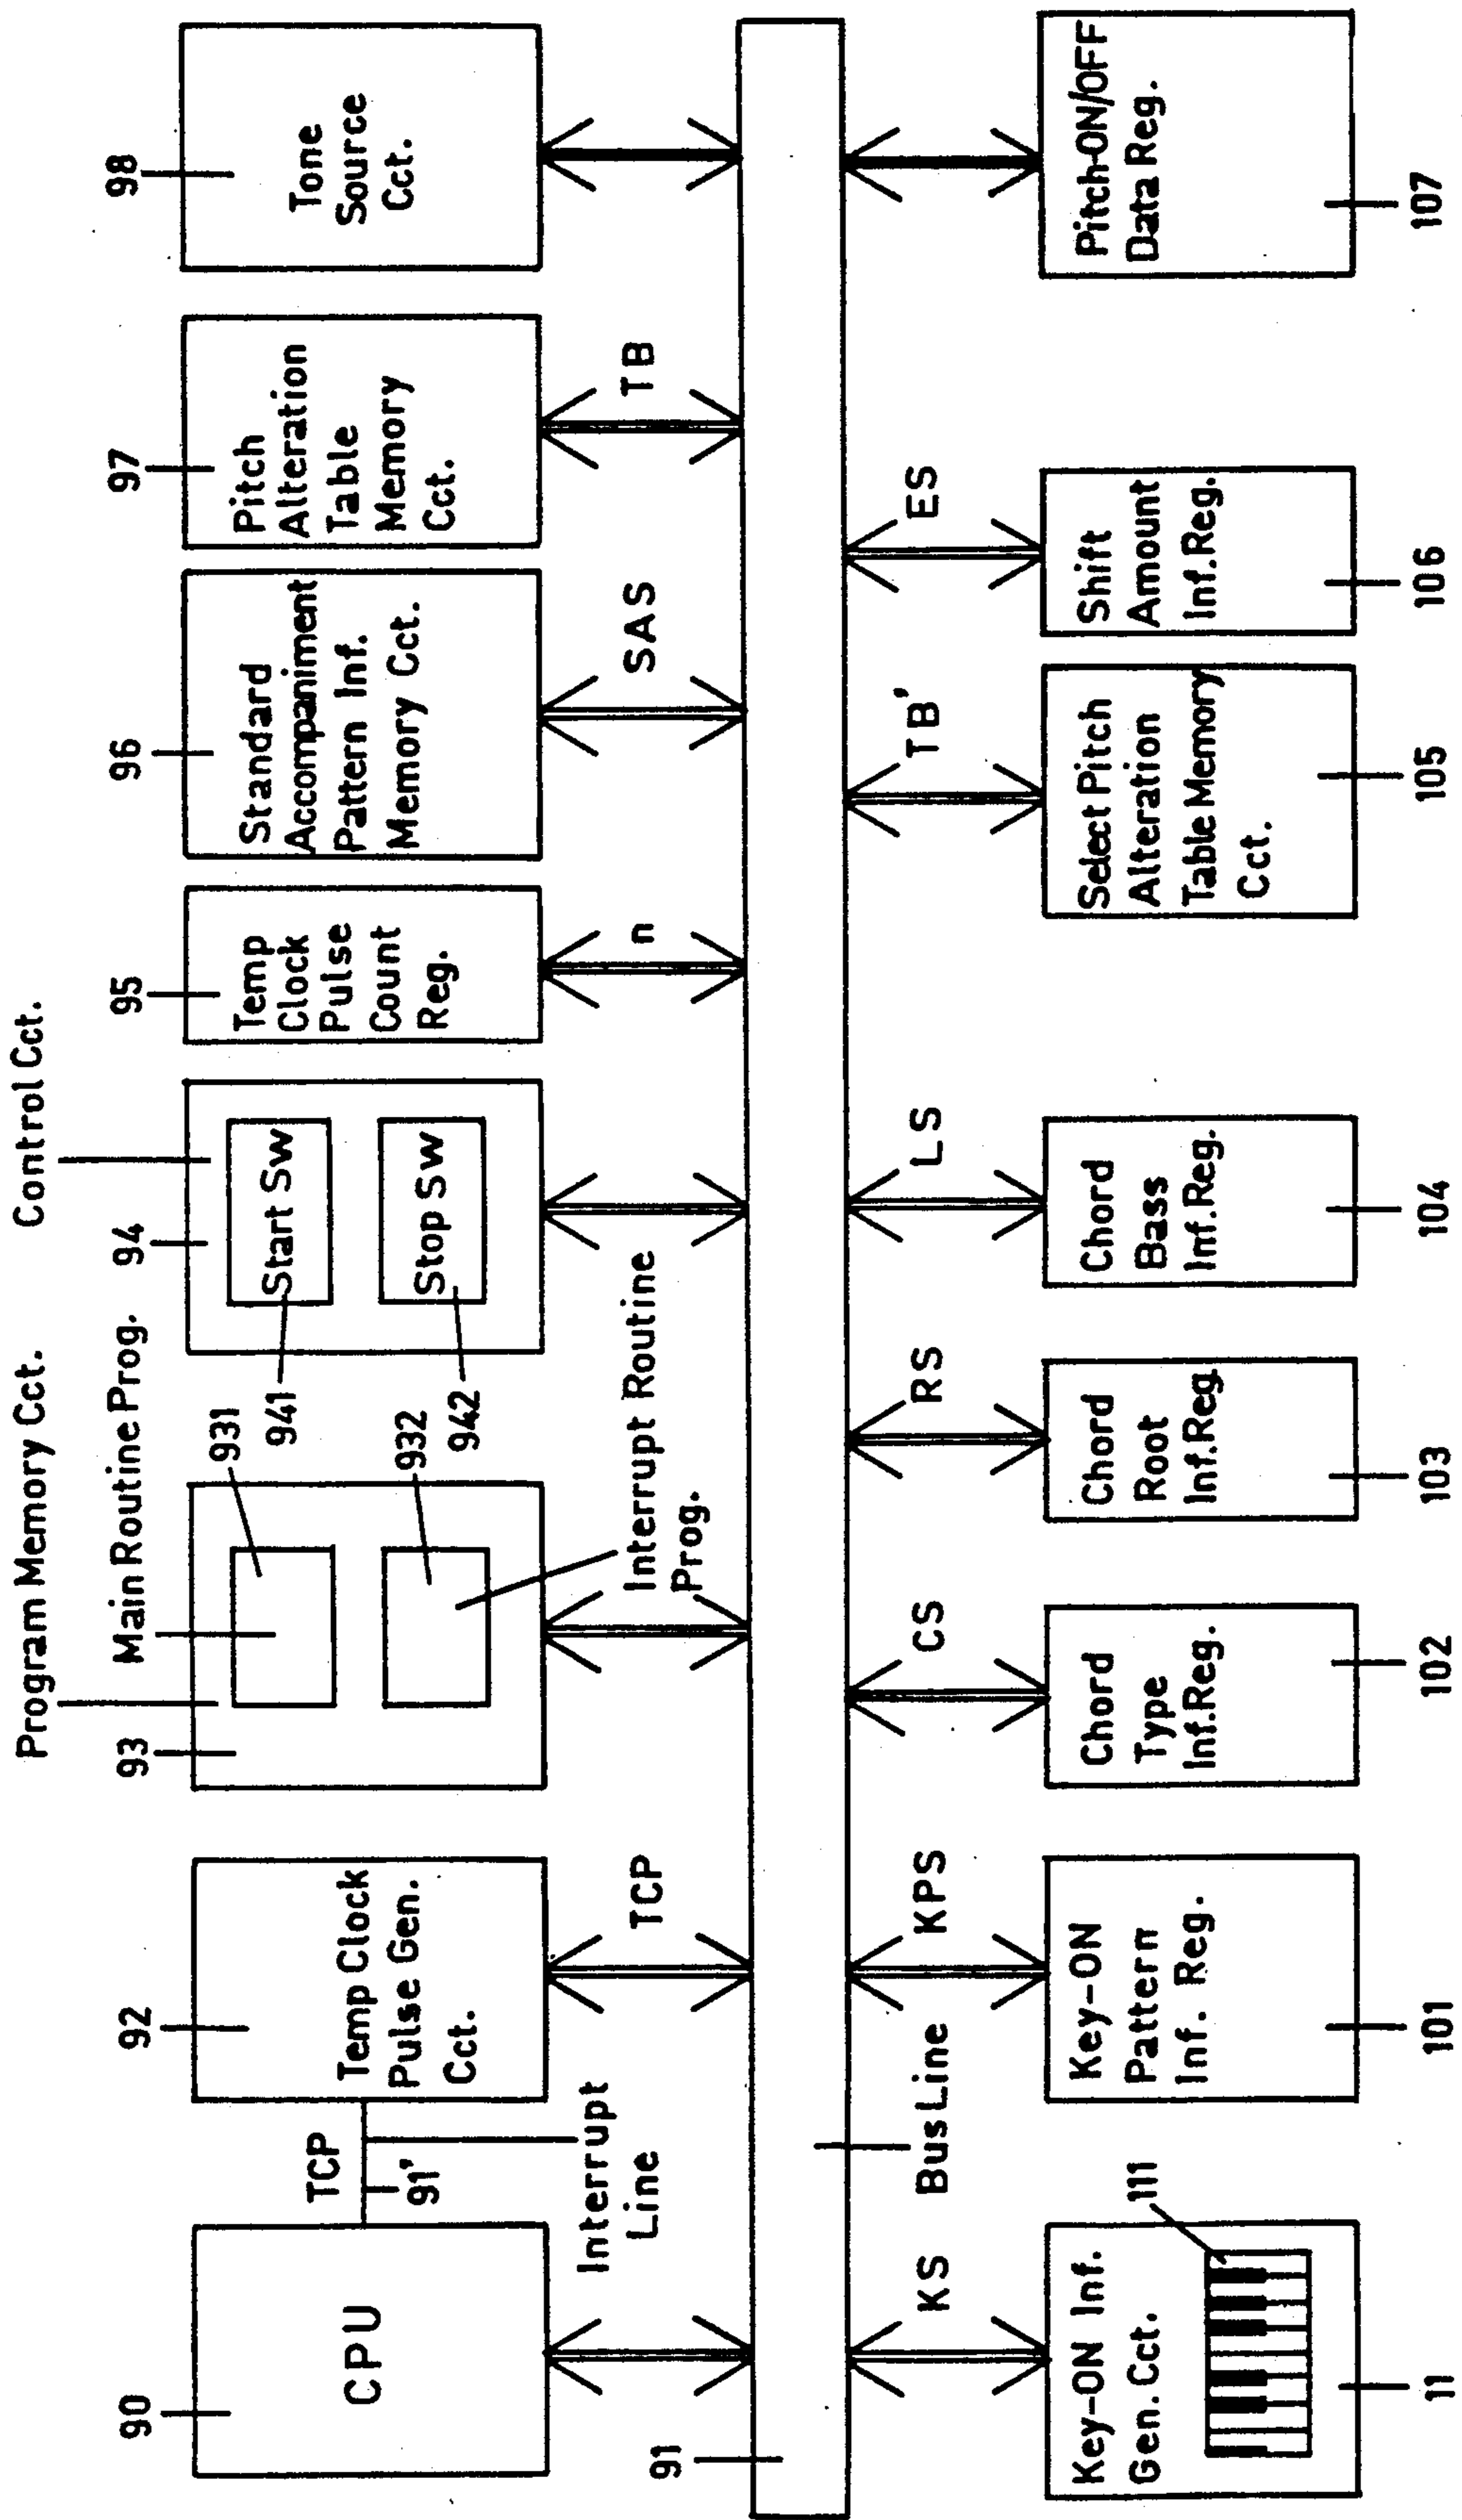 Program Memory Cct.
Control Cct.
Main Routine Prog.
90
92
93
94
95
96
97
98
CPU
TCP
91'
Interrupt
Line
Temp Clock
Pulse Gen.
Cct.
931
932
941
942
Start Sw
Stop Sw
Temp
Clock
Pulse
Count
Reg.
Standard
Accompaniment
Pattern Inf.
Memory Cct.
Pitch
Alteration
Table
Memory
Cct.
Tone
Source
Cct.
TCP
Interrupt Routine
Prog.
n
SAS
TB
91
KS
Bus Line
KPS
CS
RS
LS
TB'
ES
Key-ON Inf.
Gen. Cct.
111
Key-ON
Pattern
Inf. Reg.
Chord
Type
Inf.Reg.
Chord
Root
Inf.Reg.
Chord
Bass
Inf.Reg.
Select Pitch
Alteration
Table Memory
Cct.
Shift
Amount
Inf.Reg.
Pitch-ON/OFF
Data Reg.
11
101
102
103
104
105
106
107